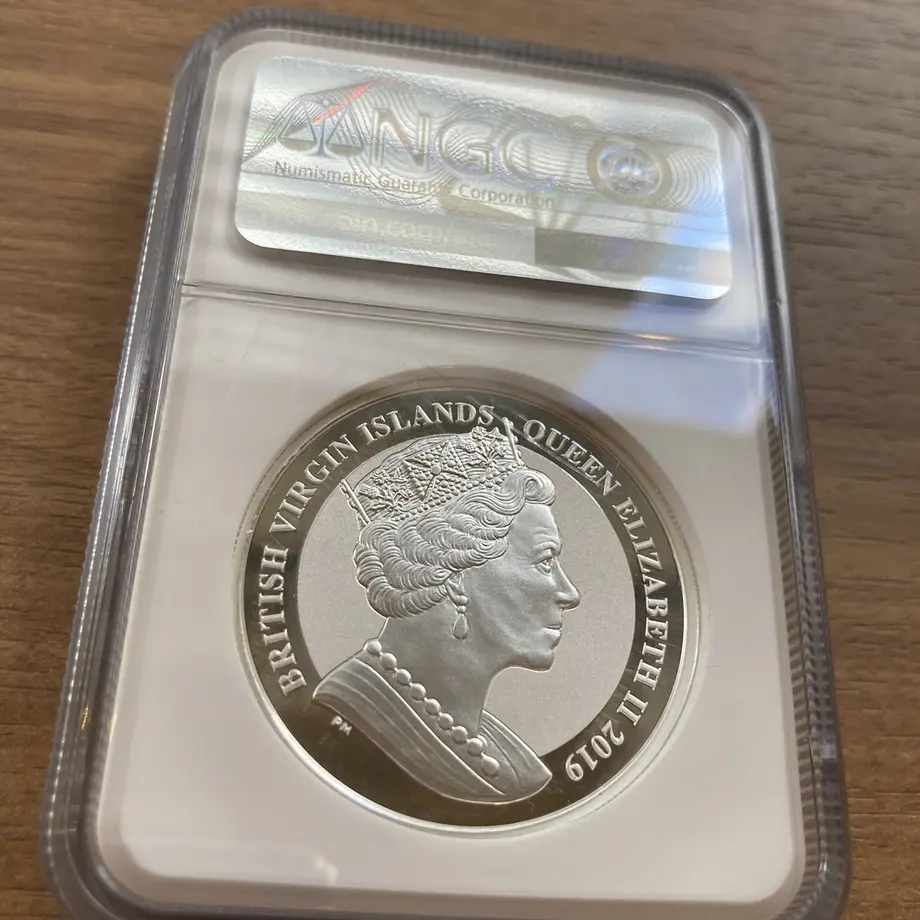 NGC
Numismatic Guaranty Corporation
BRITISH VIRGIN ISLANDS QUEEN ELIZABETH II 2019
PM